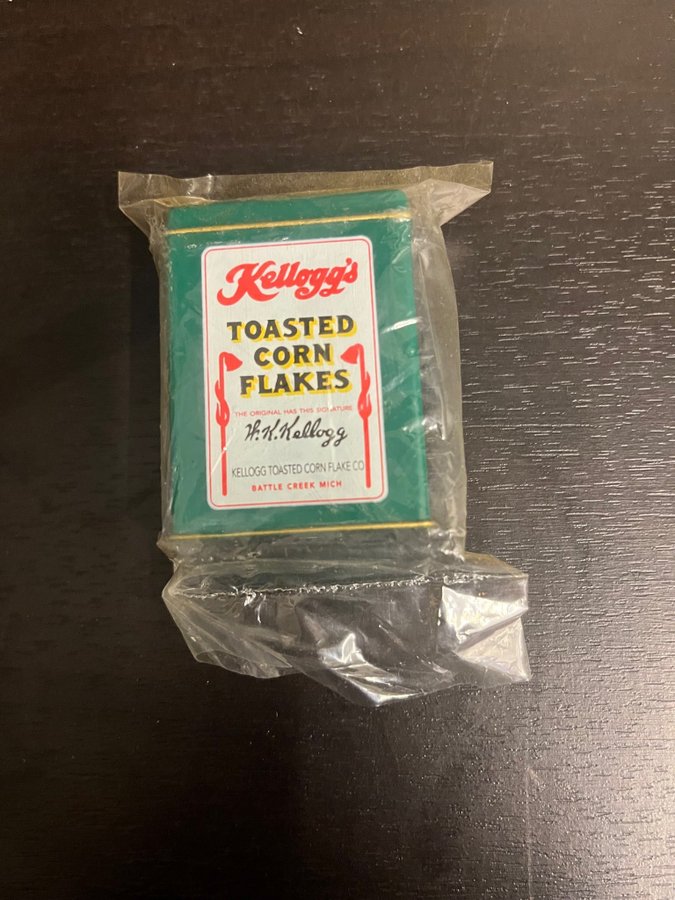 Kellogg's
TOASTED
CORN
FLAKES
THE ORIGINAL HAS THIS SIGNATURE
W.K.Kellogg
KELLOGG TOASTED CORN FLAKE CO
BATTLE CREEK MICH